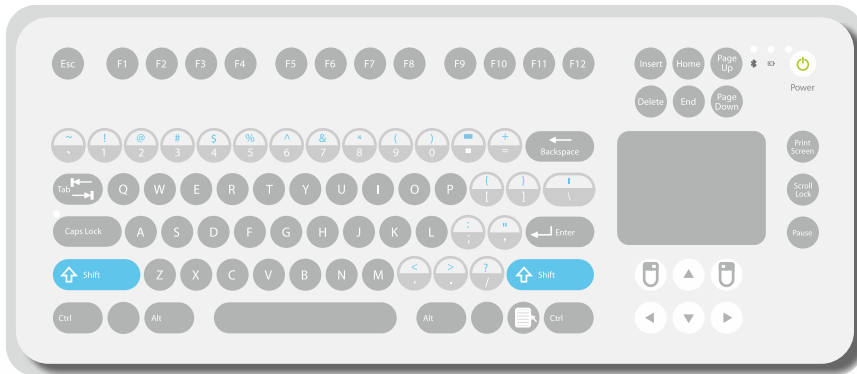 Esc F1 F2 F3 F4 F5 F6 F7 F8 F9 F10 F11 F12 Insert Home Page Up
Power
Delete End Page Down
~ ! @ # $ % ^ & * ( ) +
` 1 2 3 4 5 6 7 8 9 0 =
Backspace
Print Screen
Tab Q W E R T Y U I O P { }
[ ] \
Scroll Lock
Caps Lock A S D F G H J K L : "
; ' Enter
Pause
Shift Z X C V B N M < > ? Shift
, . /
Ctrl Alt Alt Ctrl